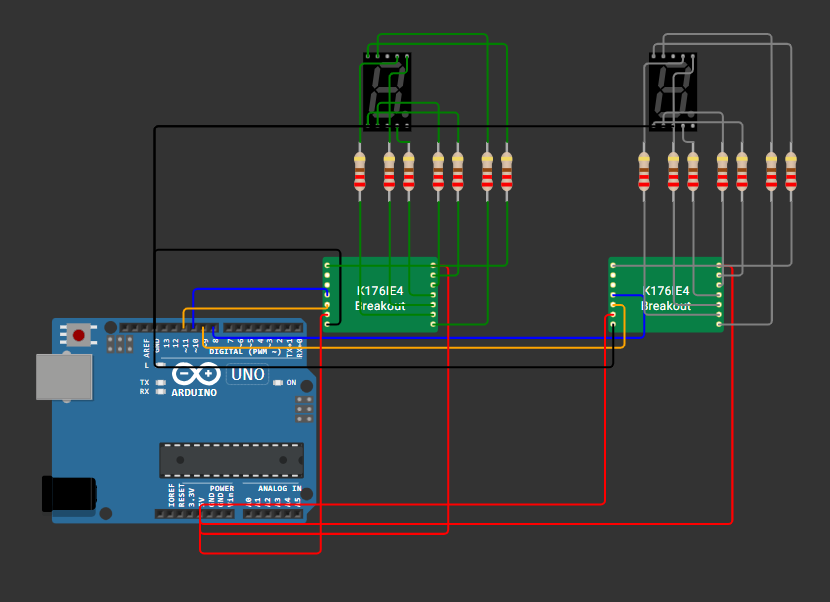 K176IE4
Breakout
K176IE4
Breakout
AREF
GND
13
12
~11
~10
~9
8
7
~6
~5
4
~3
2
TX→1
RX←0
DIGITAL (PWM ~)
L
UNO
TX
RX
ON
ARDUINO
POWER
ANALOG IN
IOREF
RESET
3.3V
5V
GND
GND
Vin
A0
A1
A2
A3
A4
A5